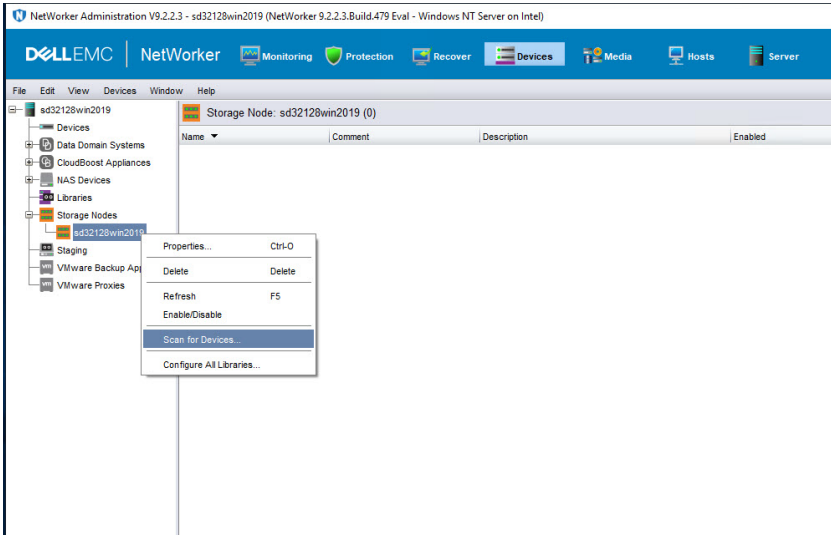 NetWorker Administration V9.2.2.3 - sd32128win2019 (NetWorker 9.2.2.3.Build.479 Eval - Windows NT Server on Intel)
DELLEMC | NetWorker Monitoring Protection Recover Devices Media Hosts Server
File Edit View Devices Window Help
sd32128win2019
Devices
Data Domain Systems
CloudBoost Appliances
NAS Devices
Libraries
Storage Nodes
sd32128win2019
Staging
VMware Backup App
VMware Proxies
Storage Node: sd32128win2019 (0)
Name Comment Description Enabled
Properties... Ctrl-O
Delete Delete
Refresh F5
Enable/Disable
Scan for Devices...
Configure All Libraries...